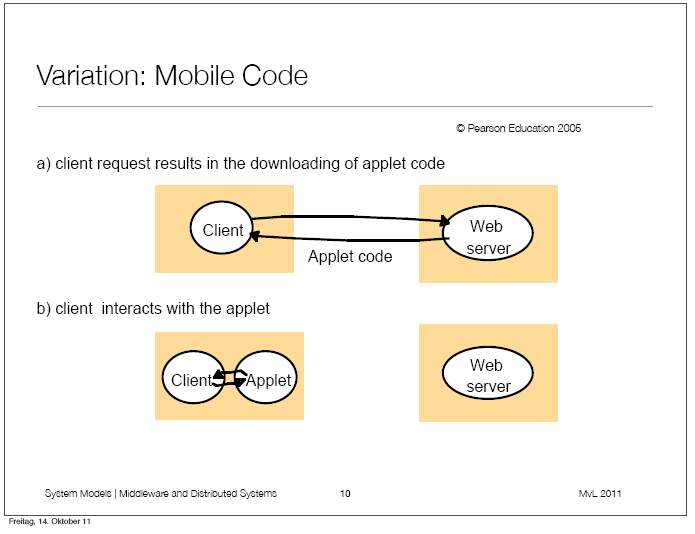 Variation: Mobile Code
© Pearson Education 2005
a) client request results in the downloading of applet code
Client
Web
server
Applet code
b) client interacts with the applet
Client
Applet
Web
server
System Models | Middleware and Distributed Systems
10
MvL 2011
Freitag, 14. Oktober 11